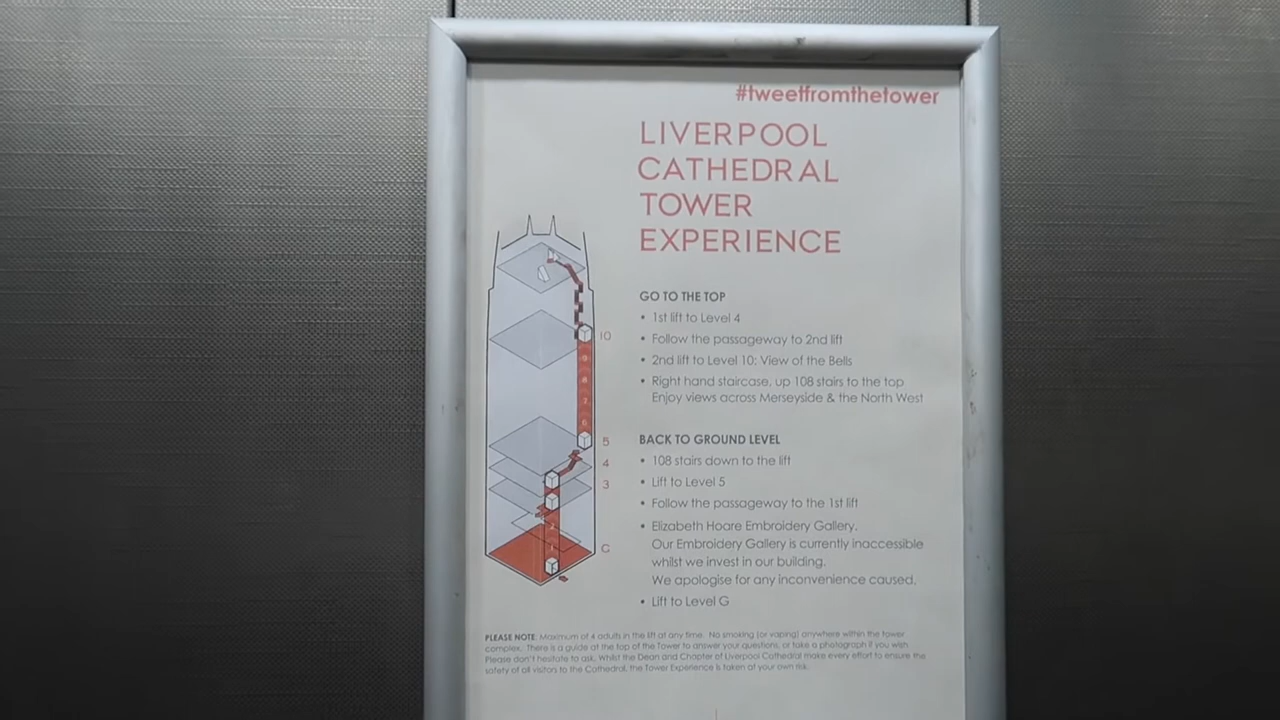 #tweetfromthetower
LIVERPOOL
CATHEDRAL
TOWER
EXPERIENCE
GO TO THE TOP
• 1st lift to Level 4
• Follow the passageway to 2nd lift
• 2nd lift to Level 10: View of the Bells
• Right hand staircase, up 108 stairs to the top
Enjoy views across Merseyside & the North West
10
9
8
7
6
5
4
3
G
BACK TO GROUND LEVEL
• 108 stairs down to the lift
• Lift to Level 5
• Follow the passageway to the 1st lift
• Elizabeth Hoare Embroidery Gallery.
Our Embroidery Gallery is currently inaccessible
whilst we invest in our building.
We apologise for any inconvenience caused.
• Lift to Level G
PLEASE NOTE: Maximum of 4 adults in the lift at any time. No smoking (or vaping) anywhere within the tower
complex. There is a guide at the top of the Tower to answer your questions, or take a photograph if you wish.
Please don't hesitate to ask. Whilst the Dean and Chapter of Liverpool Cathedral make every effort to ensure the
safety of all visitors to the Cathedral, the Tower Experience is taken at your own risk.